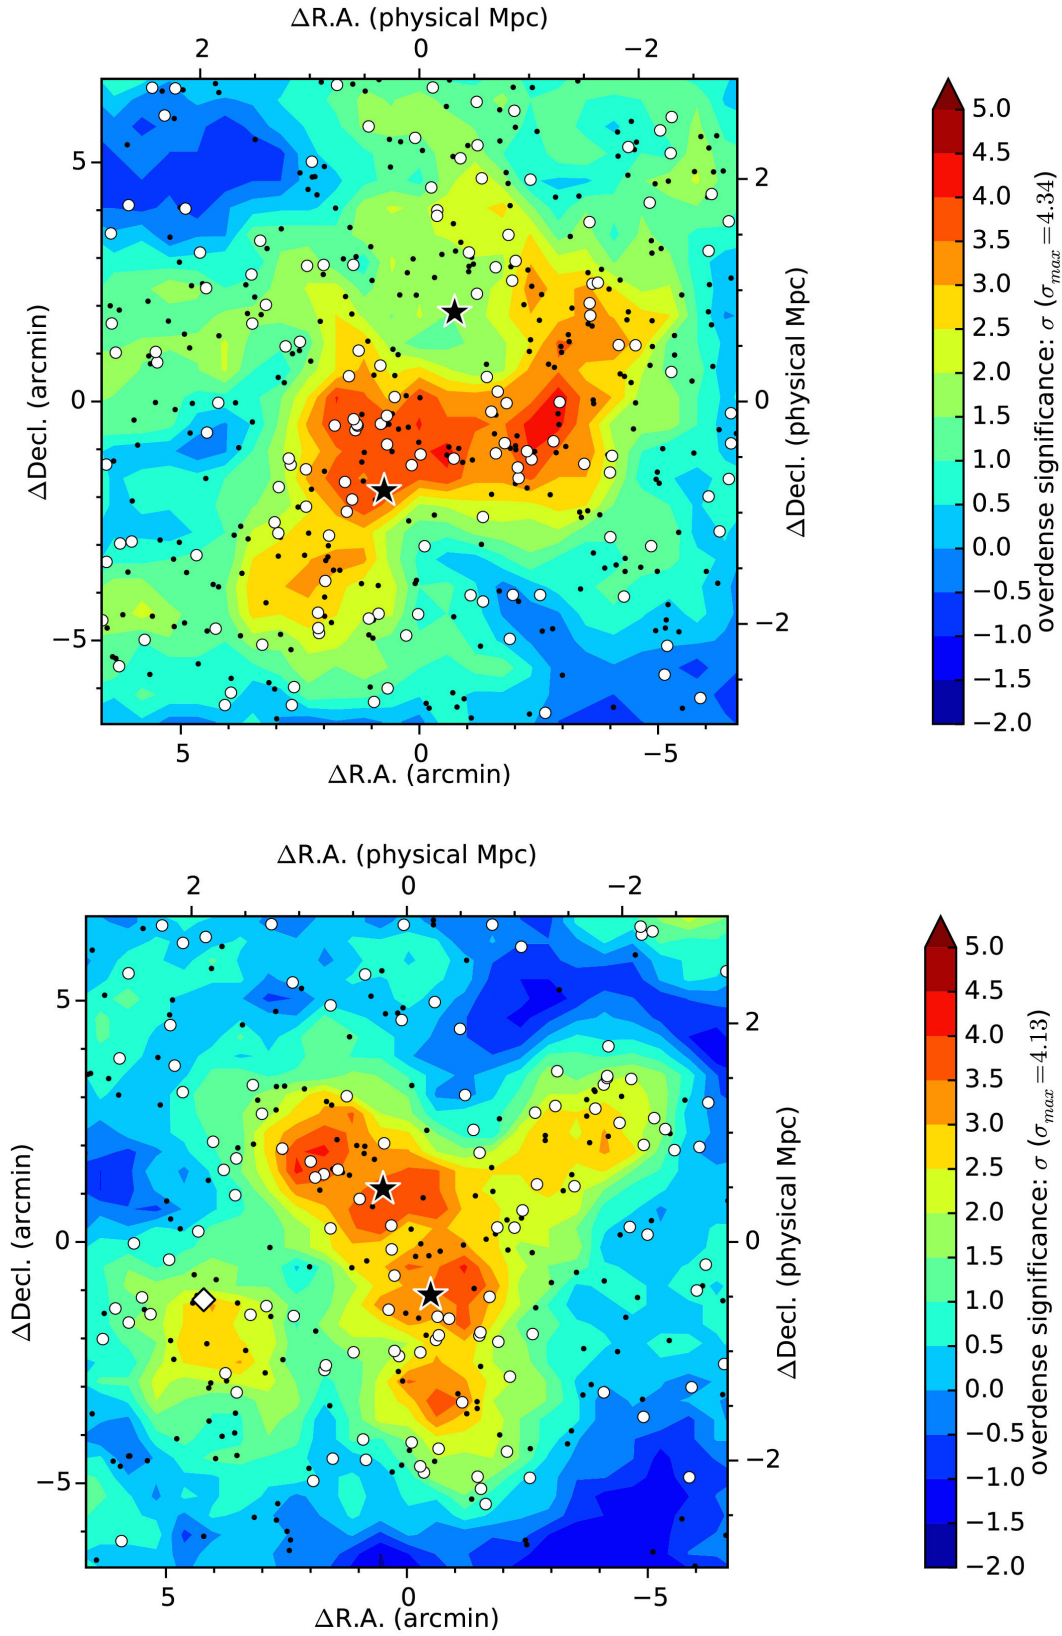 ΔR.A. (physical Mpc)
2 0 −2
5 0 −5
ΔDecl. (arcmin)
2 0 −2
ΔDecl. (physical Mpc)
5 0 −5
ΔR.A. (arcmin)
5.0
4.5
4.0
3.5
3.0
2.5
2.0
1.5
1.0
0.5
0.0
−0.5
−1.0
−1.5
−2.0
overdense significance: σ (σmax=4.34)
ΔR.A. (physical Mpc)
2 0 −2
5 0 −5
ΔDecl. (arcmin)
2 0 −2
ΔDecl. (physical Mpc)
5 0 −5
ΔR.A. (arcmin)
5.0
4.5
4.0
3.5
3.0
2.5
2.0
1.5
1.0
0.5
0.0
−0.5
−1.0
−1.5
−2.0
overdense significance: σ (σmax=4.13)